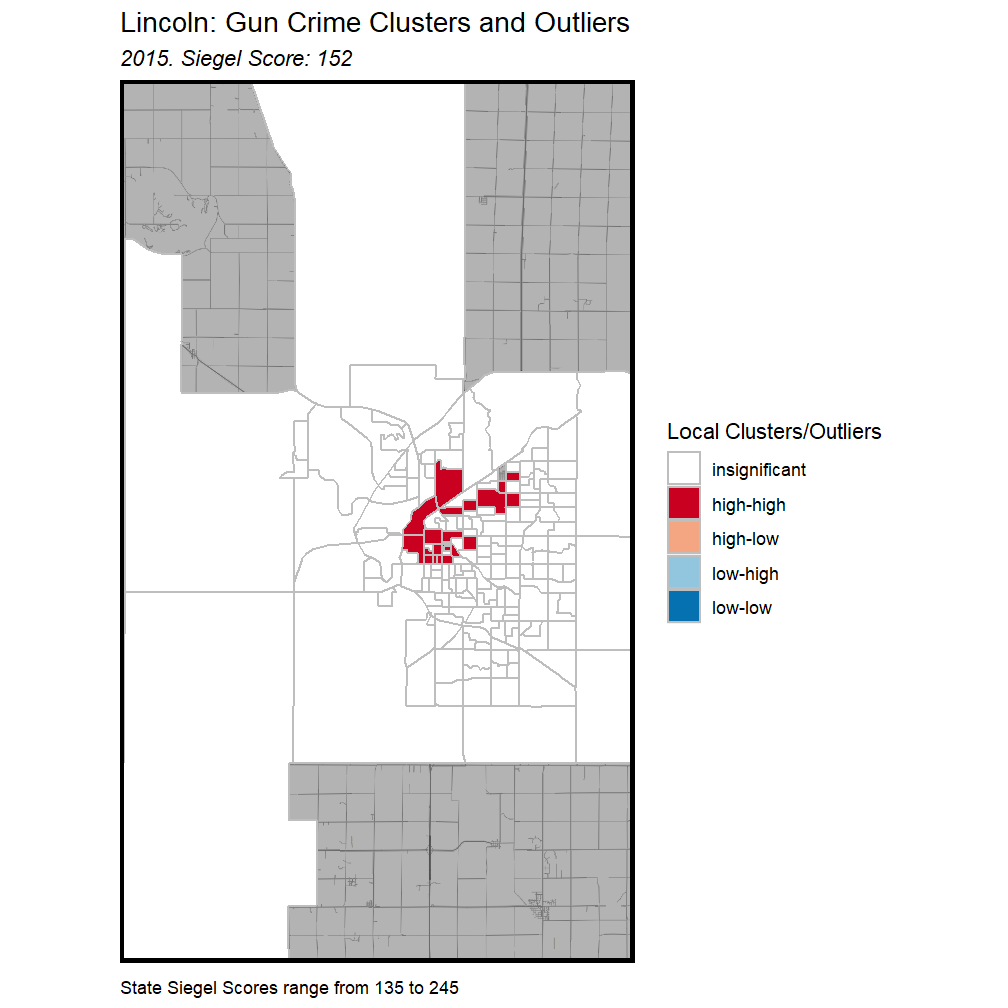 Lincoln: Gun Crime Clusters and Outliers
2015. Siegel Score: 152
Local Clusters/Outliers
insignificant
high-high
high-low
low-high
low-low
State Siegel Scores range from 135 to 245